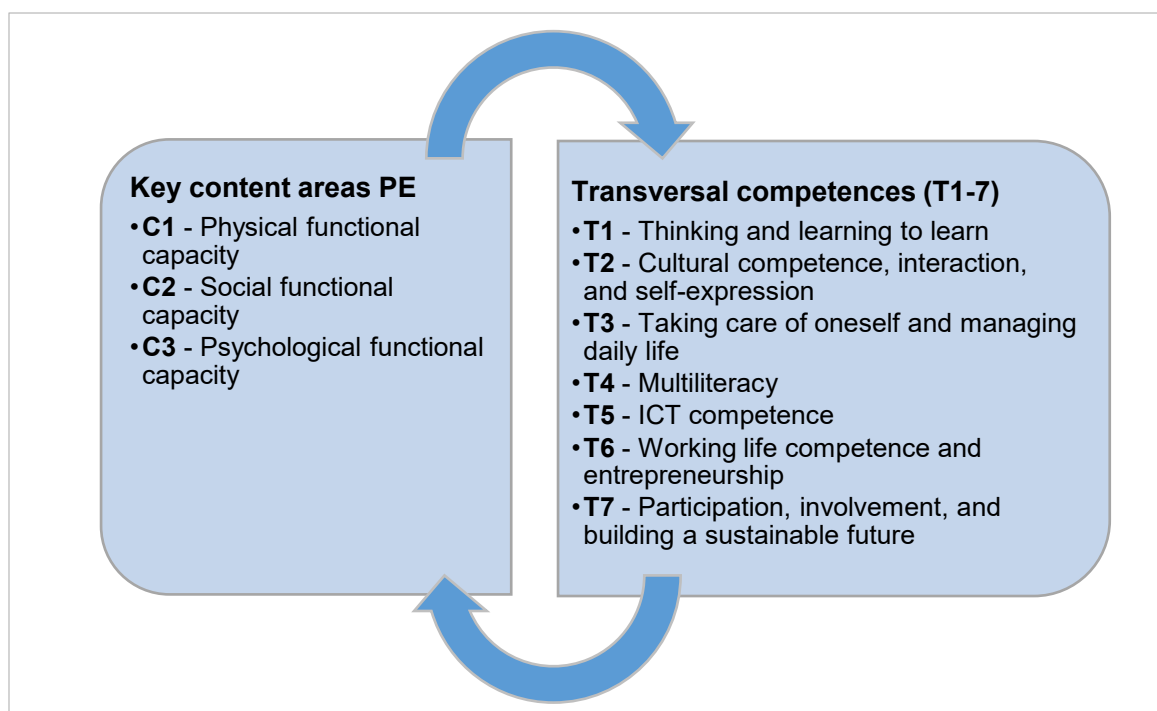 Key content areas PE
•C1 - Physical functional
capacity
•C2 - Social functional
capacity
•C3 - Psychological functional
capacity
Transversal competences (T1-7)
•T1 - Thinking and learning to learn
•T2 - Cultural competence, interaction,
and self-expression
•T3 - Taking care of oneself and managing
daily life
•T4 - Multiliteracy
•T5 - ICT competence
•T6 - Working life competence and
entrepreneurship
•T7 - Participation, involvement, and
building a sustainable future